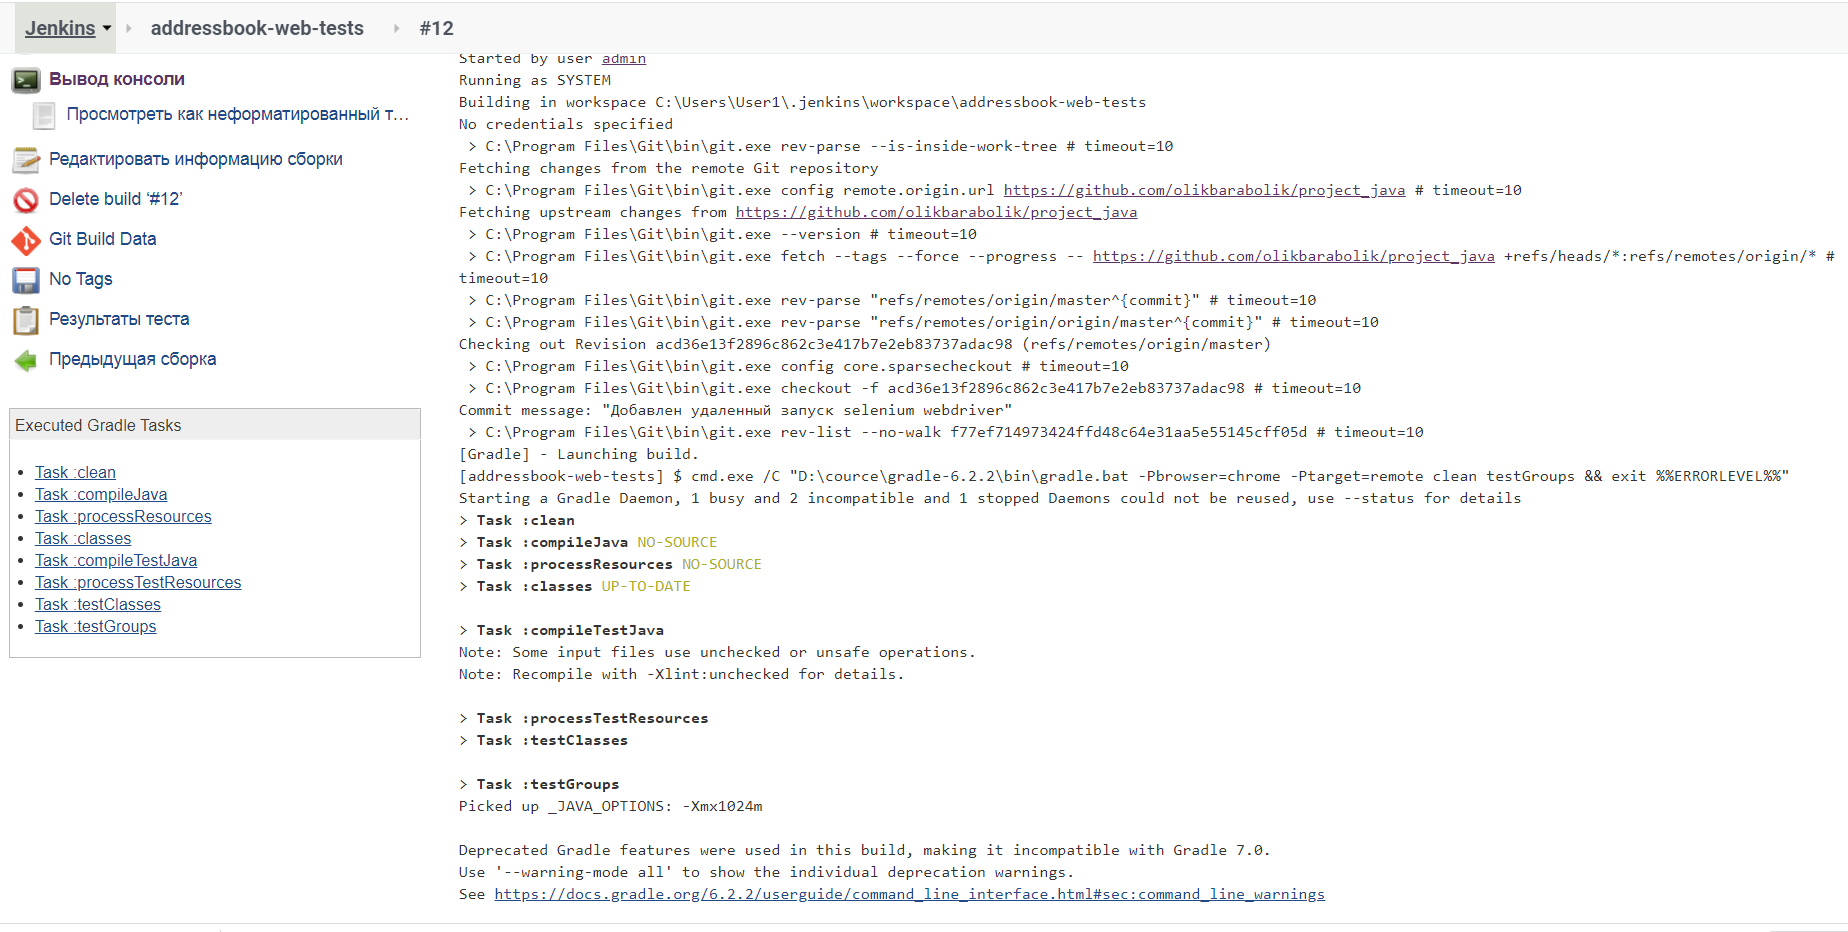 Jenkins addressbook-web-tests #12
Вывод консоли
Просмотреть как неформатированный т…
Редактировать информацию сборки
Delete build ‘#12’
Git Build Data
No Tags
Результаты теста
Предыдущая сборка
Executed Gradle Tasks
Task :clean
Task :compileJava
Task :processResources
Task :classes
Task :compileTestJava
Task :processTestResources
Task :testClasses
Task :testGroups
Started by user admin
Running as SYSTEM
Building in workspace C:\Users\User1\.jenkins\workspace\addressbook-web-tests
No credentials specified
> C:\Program Files\Git\bin\git.exe rev-parse --is-inside-work-tree # timeout=10
Fetching changes from the remote Git repository
> C:\Program Files\Git\bin\git.exe config remote.origin.url https://github.com/olikbarabolik/project_java # timeout=10
Fetching upstream changes from https://github.com/olikbarabolik/project_java
> C:\Program Files\Git\bin\git.exe --version # timeout=10
> C:\Program Files\Git\bin\git.exe fetch --tags --force --progress -- https://github.com/olikbarabolik/project_java +refs/heads/*:refs/remotes/origin/* #
timeout=10
> C:\Program Files\Git\bin\git.exe rev-parse "refs/remotes/origin/master^{commit}" # timeout=10
> C:\Program Files\Git\bin\git.exe rev-parse "refs/remotes/origin/origin/master^{commit}" # timeout=10
Checking out Revision acd36e13f2896c862c3e417b7e2eb83737adac98 (refs/remotes/origin/master)
> C:\Program Files\Git\bin\git.exe config core.sparsecheckout # timeout=10
> C:\Program Files\Git\bin\git.exe checkout -f acd36e13f2896c862c3e417b7e2eb83737adac98 # timeout=10
Commit message: "Добавлен удаленный запуск selenium webdriver"
> C:\Program Files\Git\bin\git.exe rev-list --no-walk f77ef714973424ffd48c64e31aa5e55145cff05d # timeout=10
[Gradle] - Launching build.
[addressbook-web-tests] $ cmd.exe /C "D:\cource\gradle-6.2.2\bin\gradle.bat -Pbrowser=chrome -Ptarget=remote clean testGroups && exit %%ERRORLEVEL%%"
Starting a Gradle Daemon, 1 busy and 2 incompatible and 1 stopped Daemons could not be reused, use --status for details
> Task :clean
> Task :compileJava NO-SOURCE
> Task :processResources NO-SOURCE
> Task :classes UP-TO-DATE
> Task :compileTestJava
Note: Some input files use unchecked or unsafe operations.
Note: Recompile with -Xlint:unchecked for details.
> Task :processTestResources
> Task :testClasses
> Task :testGroups
Picked up _JAVA_OPTIONS: -Xmx1024m
Deprecated Gradle features were used in this build, making it incompatible with Gradle 7.0.
Use '--warning-mode all' to show the individual deprecation warnings.
See https://docs.gradle.org/6.2.2/userguide/command_line_interface.html#sec:command_line_warnings